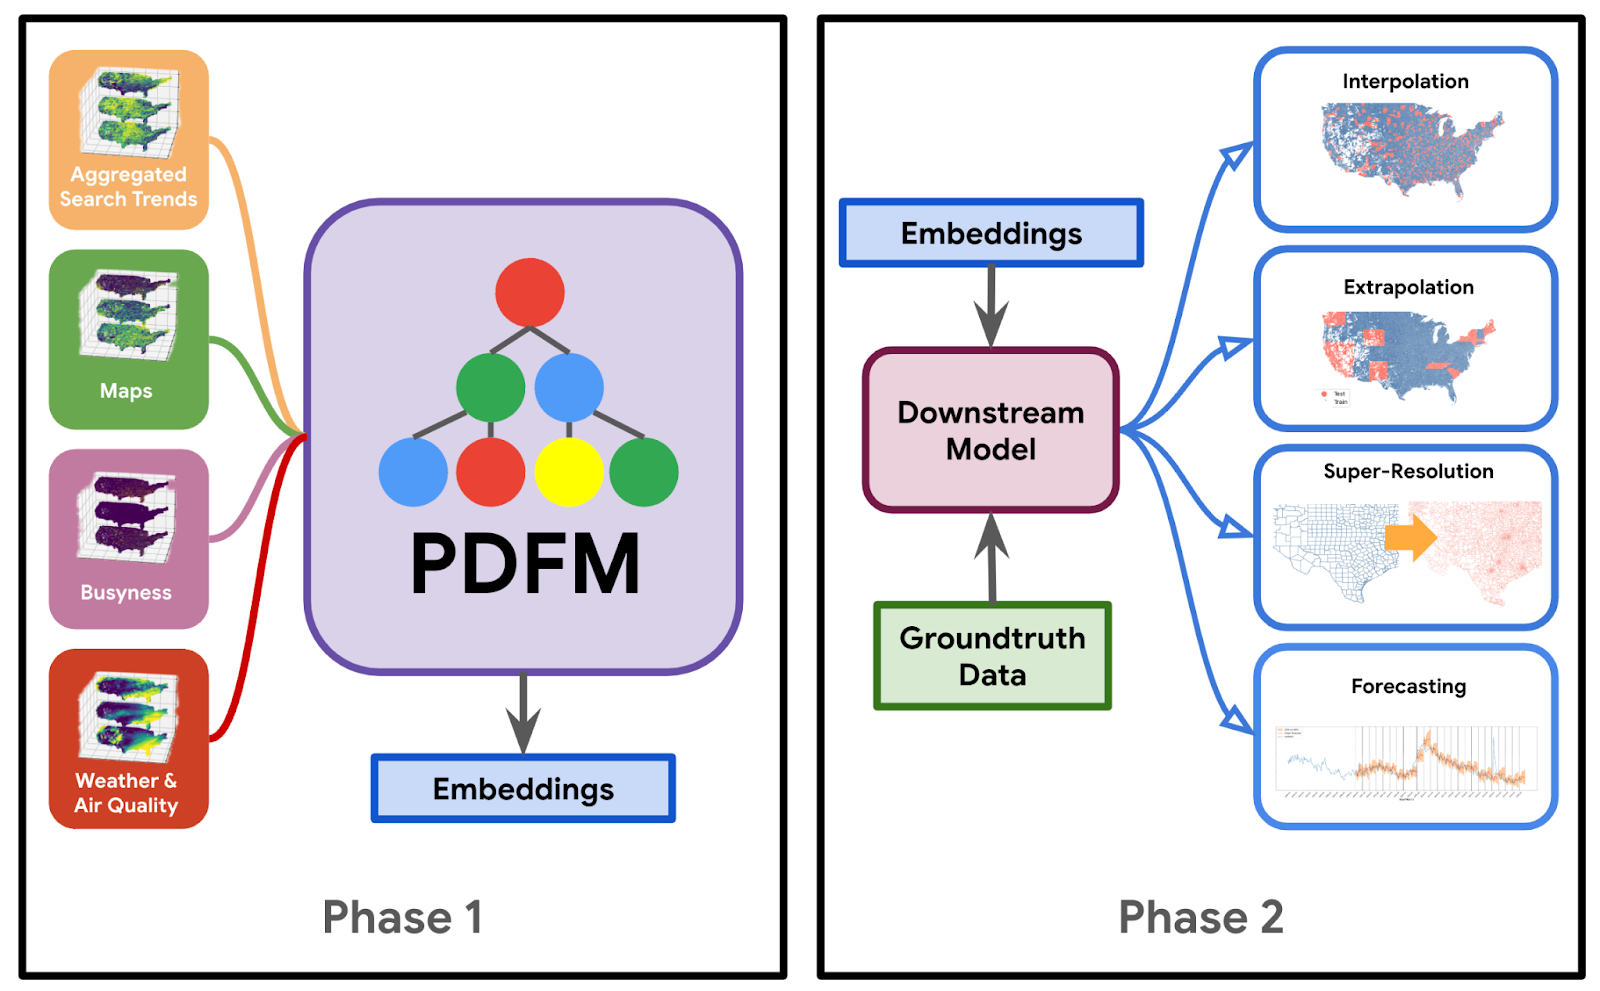 Aggregated
Search Trends
Maps
Busyness
Weather &
Air Quality
PDFM
Embeddings
Phase 1
Embeddings
Downstream
Model
Groundtruth
Data
Interpolation
Extrapolation
Test
Train
Super-Resolution
Forecasting
Phase 2